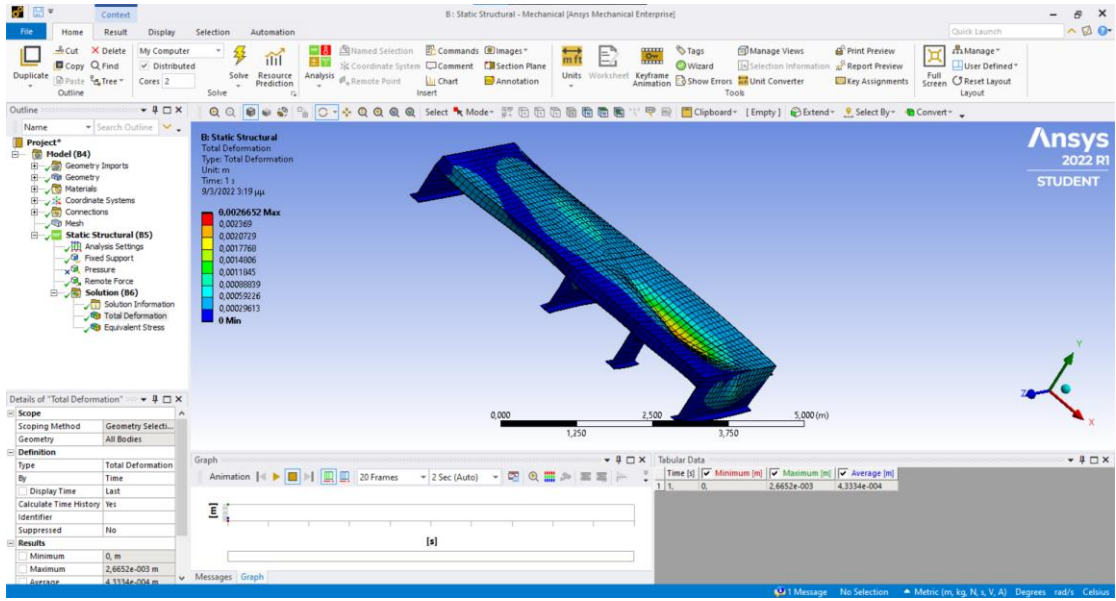 Context
B : Static Structural - Mechanical [Ansys Mechanical Enterprise]
File Home Result Display Selection Automation
Quick Launch
Duplicate
Cut
Copy
Paste
Delete
Find
Tree
Outline
My Computer
Distributed
Cores 2
Solve
Resource Prediction
Solve
Analysis
Named Selection
Coordinate System
Remote Point
Commands
Comment
Chart
Images
Section Plane
Annotation
Insert
Units
Worksheet
Keyframe Animation
Tags
Wizard
Show Errors
Manage Views
Selection Information
Unit Converter
Print Preview
Report Preview
Key Assignments
Tools
Full Screen
Manage
User Defined
Reset Layout
Layout
Outline
Name Search Outline
Select Mode Clipboard [Empty] Extend Select By Convert
Project*
Model (B4)
Geometry Imports
Geometry
Materials
Coordinate Systems
Connections
Mesh
Static Structural (B5)
Analysis Settings
Fixed Support
Pressure
Remote Force
Solution (B6)
Solution Information
Total Deformation
Equivalent Stress
B: Static Structural
Total Deformation
Type: Total Deformation
Unit: m
Time: 1 s
9/3/2022 3:19 μμ
0,0026652 Max
0,002369
0,0020729
0,0017768
0,0014806
0,0011845
0,00088839
0,00059226
0,00029613
0 Min
Ansys
2022 R1
STUDENT
Y
Z
X
0,000 2,500 5,000 (m)
1,250 3,750
Details of "Total Deformation"
Scope
Scoping Method Geometry Selecti...
Geometry All Bodies
Definition
Type Total Deformation
By Time
Display Time Last
Calculate Time History Yes
Identifier
Suppressed No
Results
Minimum 0, m
Maximum 2,6652e-003 m
Average 4,3334e-004 m
Graph
Animation 20 Frames 2 Sec (Auto)
[s]
Messages Graph
Tabular Data
Time [s] Minimum [m] Maximum [m] Average [m]
1 1, 0, 2,6652e-003 4,3334e-004
1 Message No Selection Metric (m, kg, N, s, V, A) Degrees rad/s Celsius